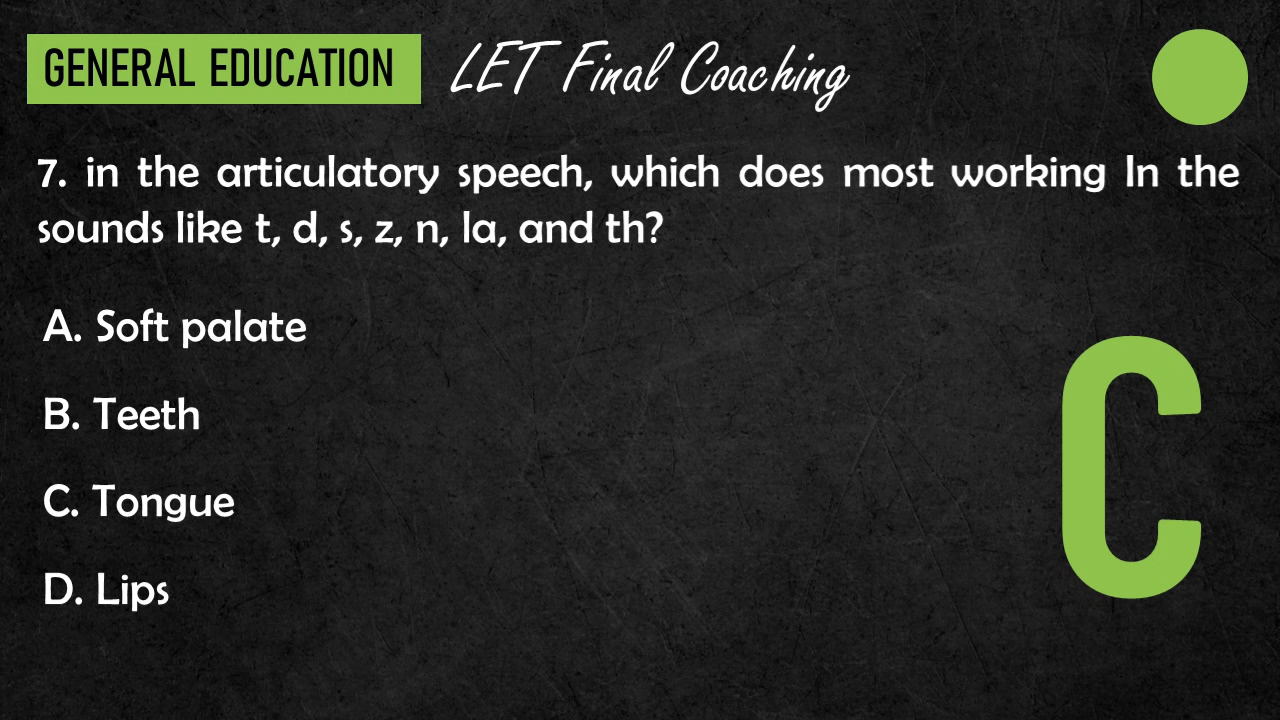 GENERAL EDUCATION LET Final Coaching
7. in the articulatory speech, which does most working In the
sounds like t, d, s, z, n, la, and th?
A. Soft palate
B. Teeth
C. Tongue
D. Lips
C